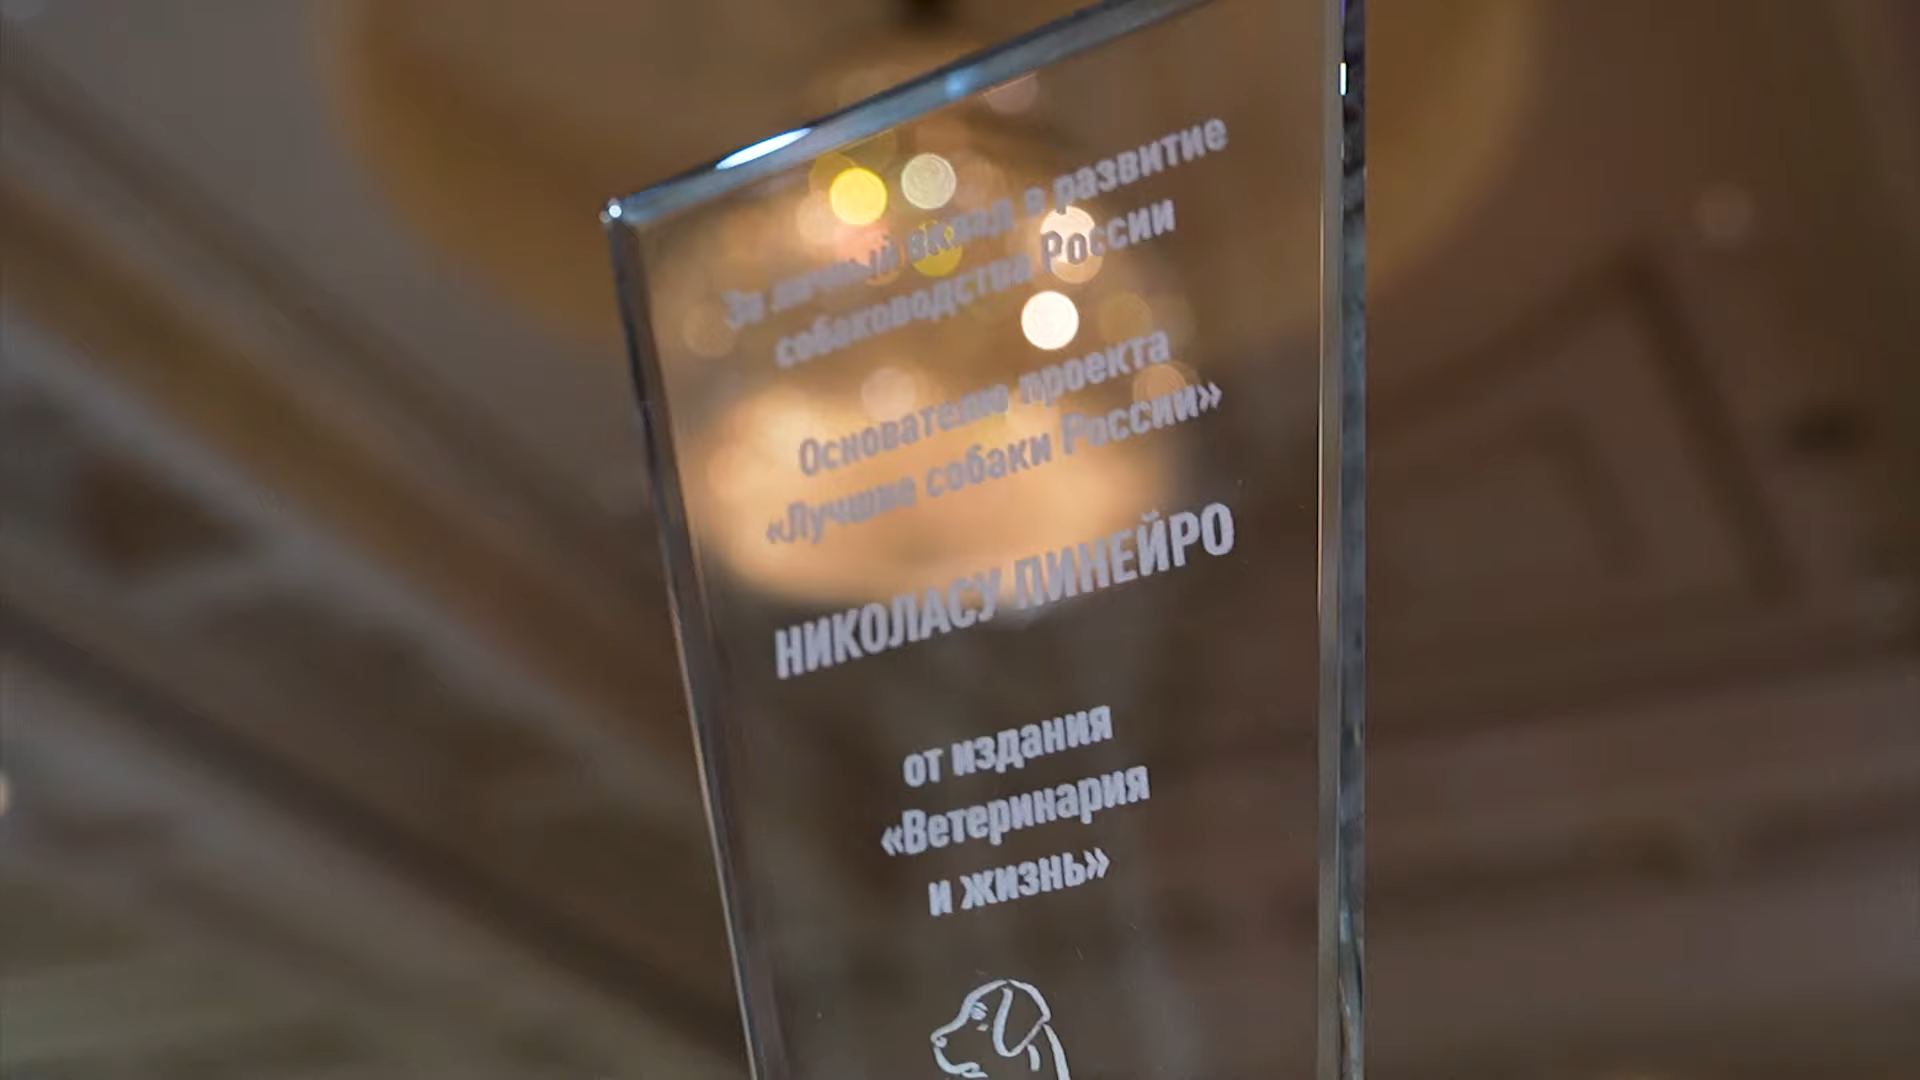 За личный вклад в развитие
собаководства России
Основателю проекта
«Лучшие собаки России»
НИКОЛАСУ ПИНЕЙРО
от издания
«Ветеринария
и жизнь»